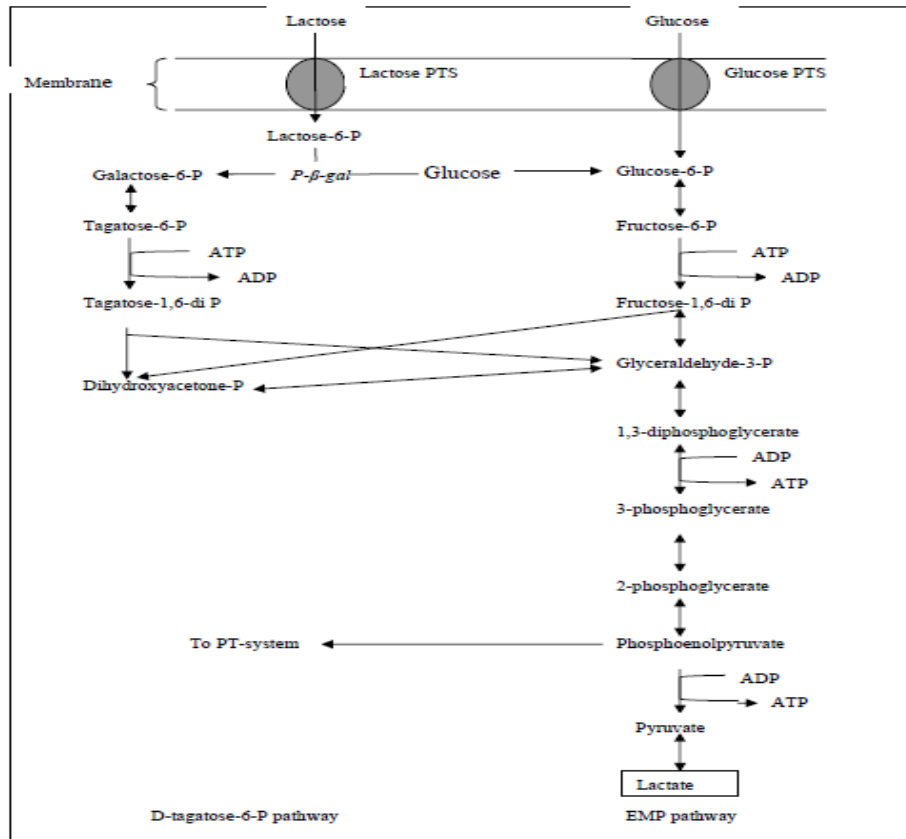 Lactose
Glucose
Membrane
Lactose PTS
Glucose PTS
Lactose-6-P
Galactose-6-P
P-β-gal
Glucose
Glucose-6-P
Tagatose-6-P
Fructose-6-P
ATP
ADP
ATP
ADP
Tagatose-1,6-di P
Fructose-1,6-di P
Glyceraldehyde-3-P
Dihydroxyacetone-P
1,3-diphosphoglycerate
ADP
ATP
3-phosphoglycerate
2-phosphoglycerate
To PT-system
Phosphoenolpyruvate
ADP
ATP
Pyruvate
Lactate
D-tagatose-6-P pathway
EMP pathway